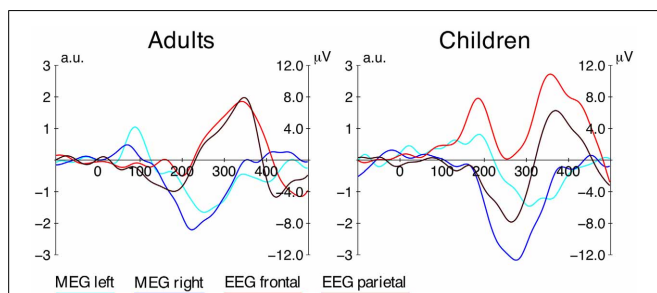 Adults Children
a.u. μV a.u. μV
3 12.0 3 12.0
2 8.0 2 8.0
1 4.0 1 4.0
0 100 200 300 400 0 100 200 300 400
−1 −4.0 −1 −4.0
−2 −8.0 −2 −8.0
−3 −12.0 −3 −12.0
MEG left MEG right EEG frontal EEG parietal